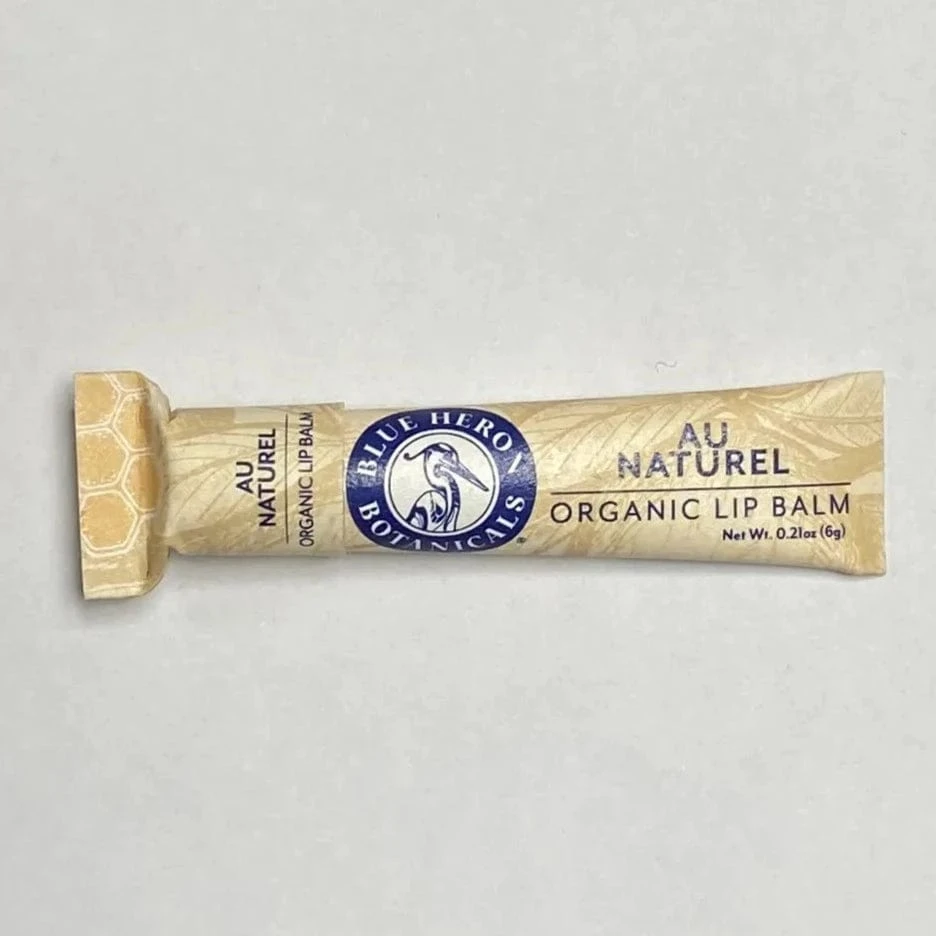 AU
NATUREL
ORGANIC LIP BALM
BLUE HERON
BOTANICALS®
AU
NATUREL
ORGANIC LIP BALM
Net Wt. 0.21oz (6g)